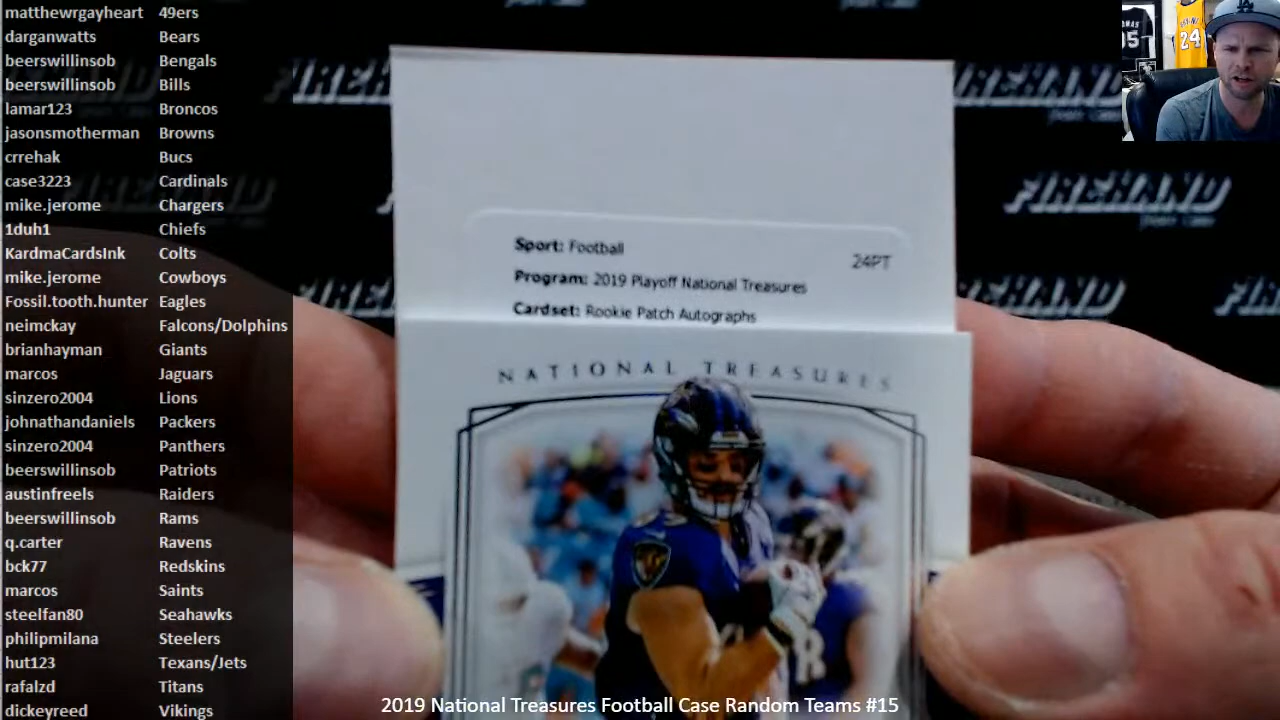 matthewrgayheart 49ers
darganwatts Bears
beerswillinsob Bengals
beerswillinsob Bills
lamar123 Broncos
jasonsmotherman Browns
crrehak Bucs
case3223 Cardinals
mike.jerome Chargers
1duh1 Chiefs
KardmaCardsInk Colts
mike.jerome Cowboys
Fossil.tooth.hunter Eagles
neimckay Falcons/Dolphins
brianhayman Giants
marcos Jaguars
sinzero2004 Lions
johnathandaniels Packers
sinzero2004 Panthers
beerswillinsob Patriots
austinfreels Raiders
beerswillinsob Rams
q.carter Ravens
bck77 Redskins
marcos Saints
steelfan80 Seahawks
philipmilana Steelers
hut123 Texans/Jets
rafalzd Titans
dickeyreed Vikings
Sport: Football
24PT
Program: 2019 Playoff National Treasures
Cardset: Rookie Patch Autographs
NATIONAL TREASURES
FIREHAND
24
2019 National Treasures Football Case Random Teams #15